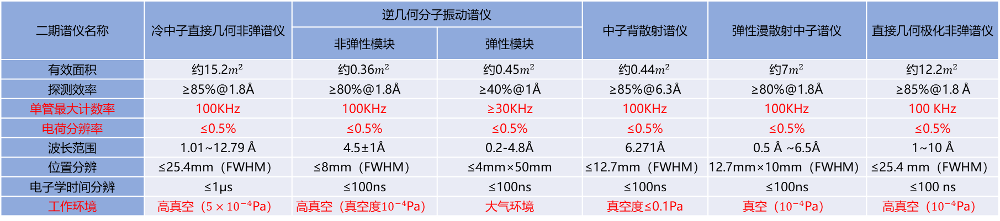 二期谱仪名称 冷中子直接几何非弹谱仪 逆几何分子振动谱仪 中子背散射谱仪 弹性漫散射中子谱仪 直接几何极化非弹谱仪
非弹性模块 弹性模块
有效面积 约15.2m² 约0.36m² 约0.45m² 约0.44m² 约7m² 约12.2m²
探测效率 ≥85%@1.8Å ≥80%@1.8Å ≥40%@1Å ≥85%@6.3Å ≥80%@1.8Å ≥85%@1.8 Å
单管最大计数率 100KHz 100KHz ≥30KHz 100KHz 100KHz 100 KHz
电荷分辨率 ≤0.5% ≤0.5% ≤0.5% ≤0.5% ≤0.5% ≤0.5%
波长范围 1.01~12.79 Å 4.5±1Å 0.2-4.8Å 6.271Å 0.5 Å ~6.5Å 1~10 Å
位置分辨 ≤25.4mm（FWHM） ≤8mm（FWHM） ≤4mm×50mm ≤12.7mm（FWHM） 12.7mm×10mm（FWHM） ≤25.4 mm（FWHM）
电子学时间分辨 ≤1μs ≤100ns ≤100ns ≤100ns ≤100ns ≤100 ns
工作环境 高真空（5 × 10⁻⁴Pa） 高真空（真空度10⁻⁴Pa） 大气环境 真空度≤0.1Pa 真空（10⁻⁴Pa） 高真空（10⁻⁴Pa）